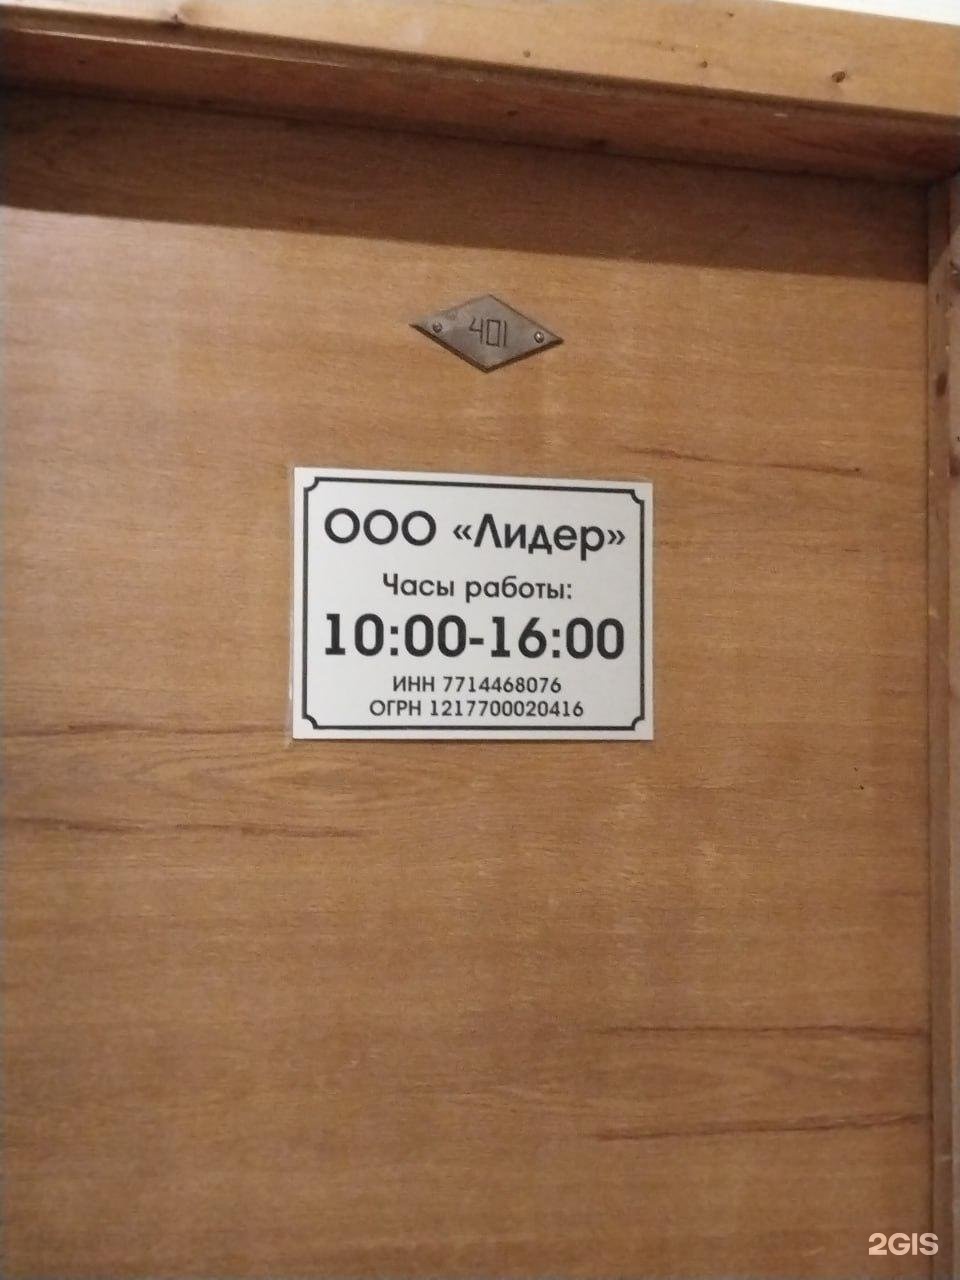 401
ООО «Лидер»
Часы работы:
10:00-16:00
ИНН 7714468076
ОГРН 1217700020416
2GIS